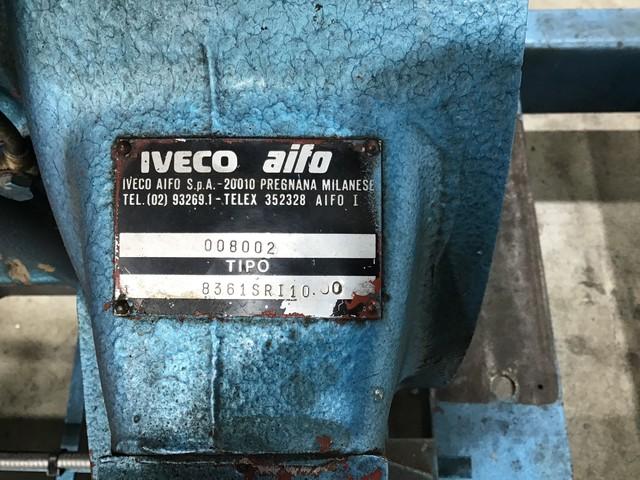 IVECO aifo
IVECO AIFO S.p.A. - 20010 PREGNANA MILANESE
TEL. (02) 93269.1 - TELEX 352328 AIFO I
008002
TIPO
8361SRI10.00